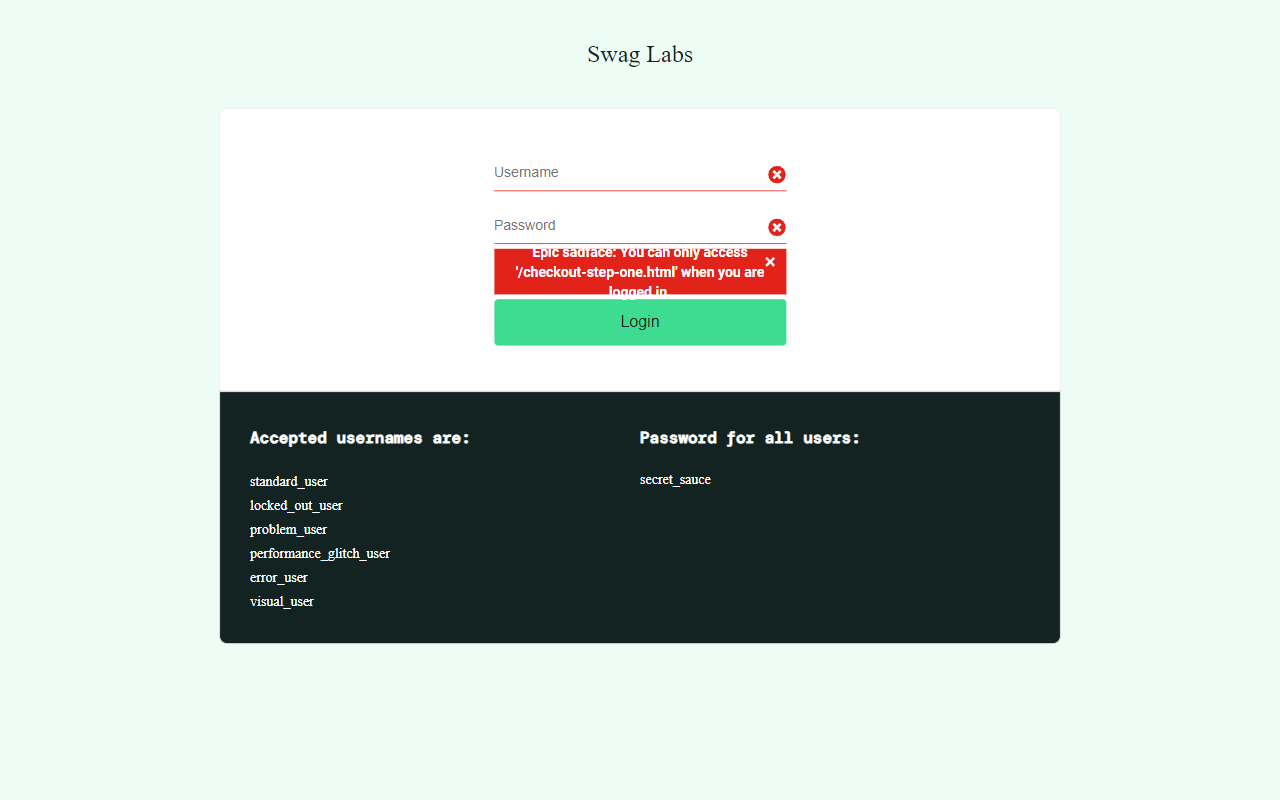 Swag Labs
Username
Password
Epic sadface: You can only access
'/checkout-step-one.html' when you are
logged in.
Login
Accepted usernames are:
standard_user
locked_out_user
problem_user
performance_glitch_user
error_user
visual_user
Password for all users:
secret_sauce